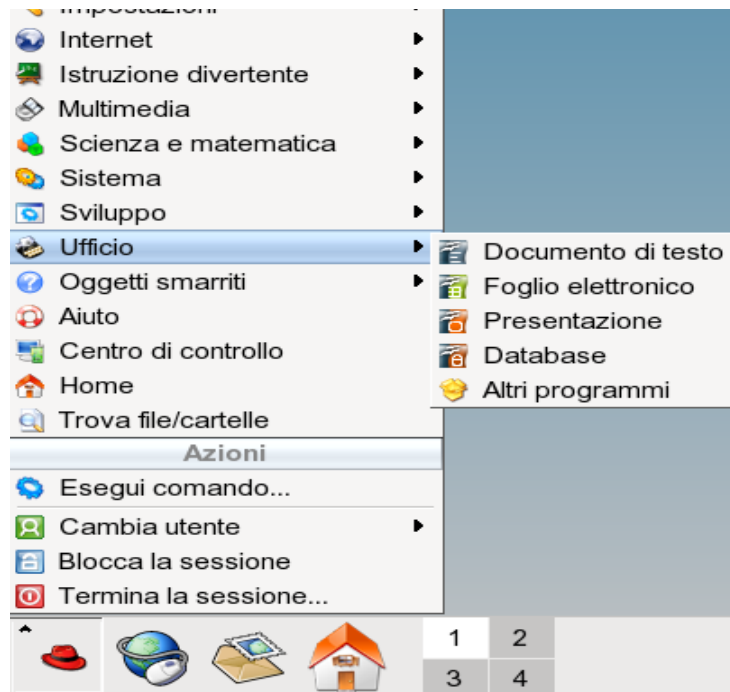 Impostazioni
Internet
Istruzione divertente
Multimedia
Scienza e matematica
Sistema
Sviluppo
Ufficio
Oggetti smarriti
Aiuto
Centro di controllo
Home
Trova file/cartelle
Azioni
Esegui comando...
Cambia utente
Blocca la sessione
Termina la sessione...
Documento di testo
Foglio elettronico
Presentazione
Database
Altri programmi
1 2
3 4